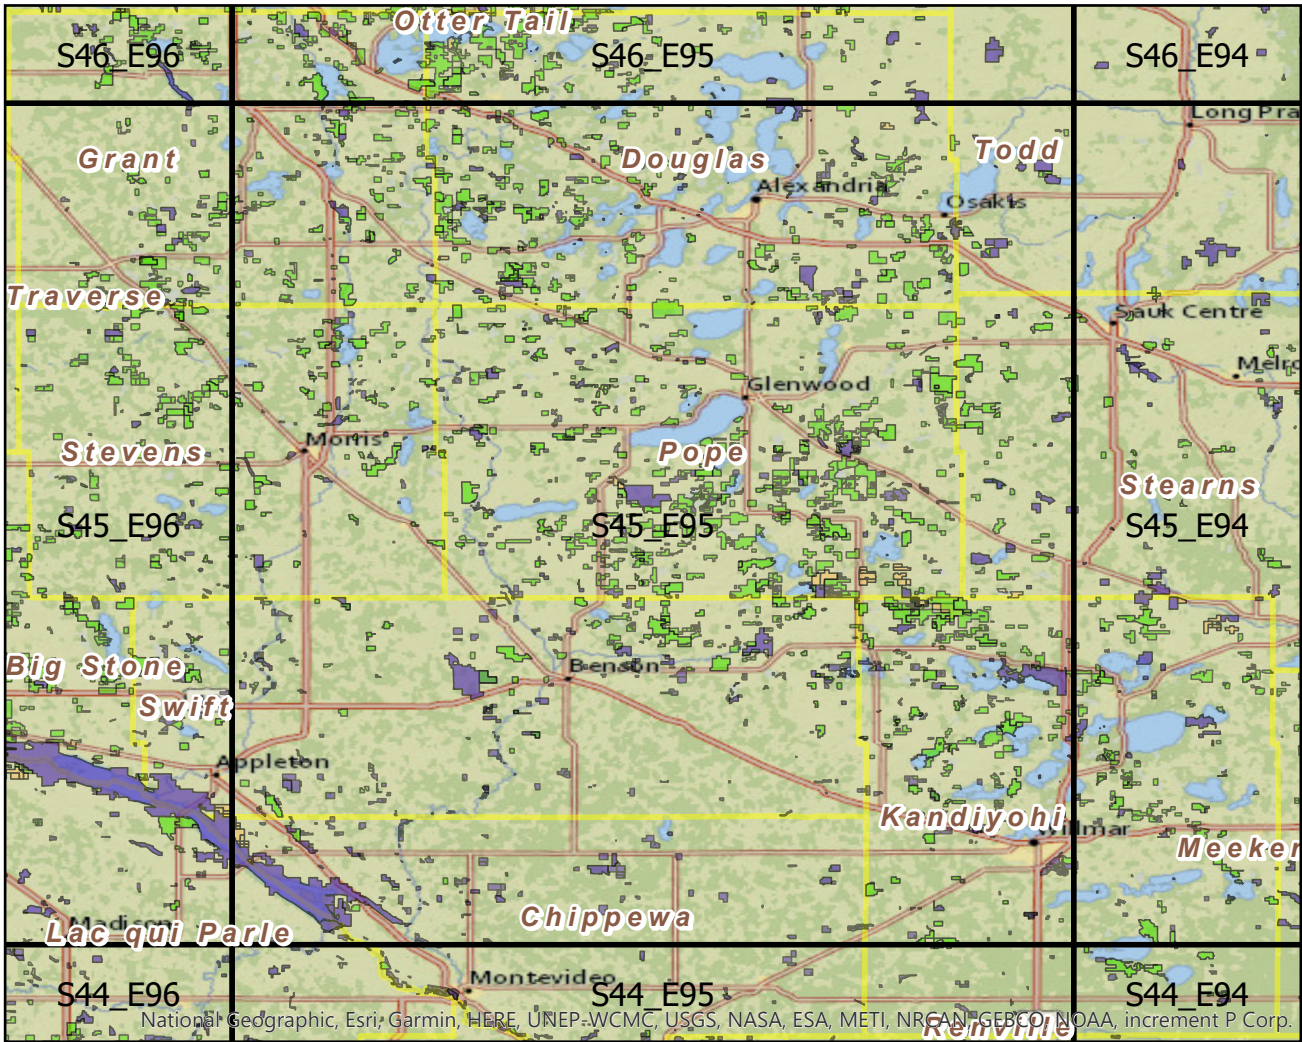 Otter Tail
S46_E96
S46_E95
S46_E94
Long Pra
Grant
Douglas
Todd
Alexandria
Osakis
Traverse
Sauk Centre
Melro
Glenwood
Morris
Stevens
Pope
Stearns
S45_E96
S45_E95
S45_E94
Benson
Big Stone
Swift
Appleton
Kandiyohi
Willmar
Meeker
Chippewa
Madison
Lac qui Parle
Montevideo
S44_E96
S44_E95
S44_E94
National Geographic, Esri, Garmin, HERE, UNEP-WCMC, USGS, NASA, ESA, METI, NRCAN, GEBCO, NOAA, increment P Corp.
Renville